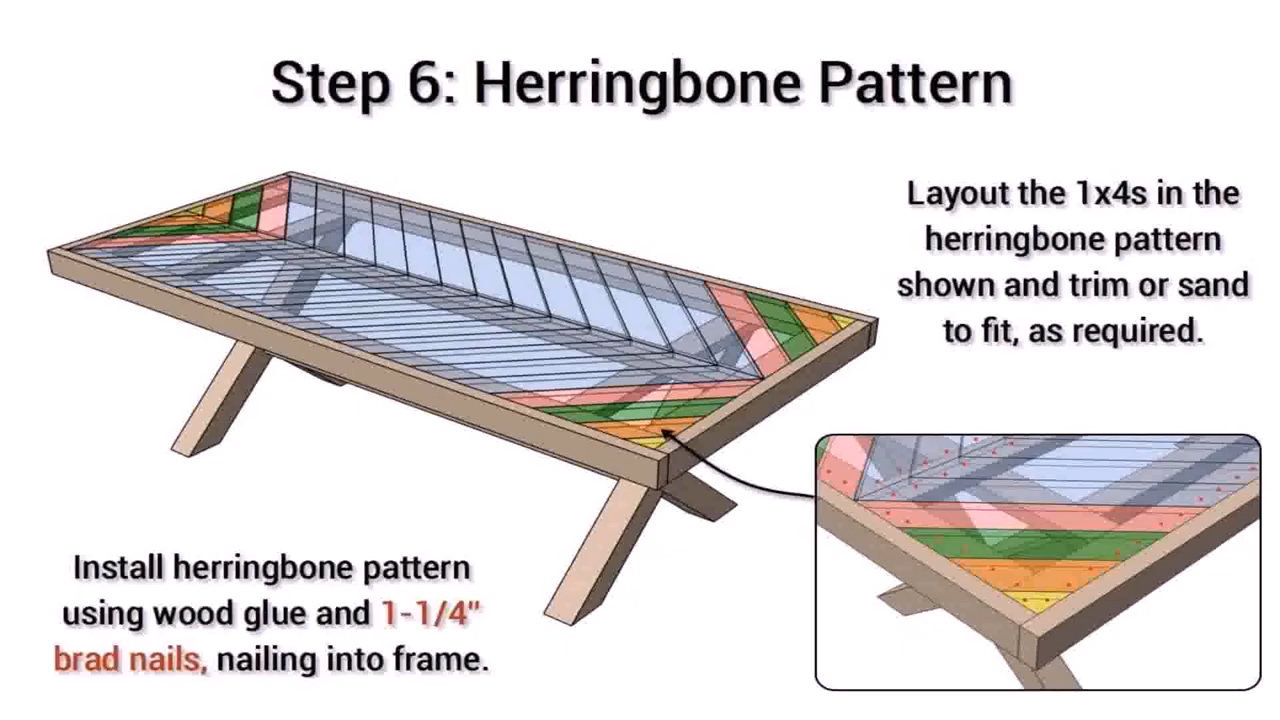 Step 6: Herringbone Pattern
Layout the 1x4s in the
herringbone pattern
shown and trim or sand
to fit, as required.
Install herringbone pattern
using wood glue and 1-1/4"
brad nails, nailing into frame.